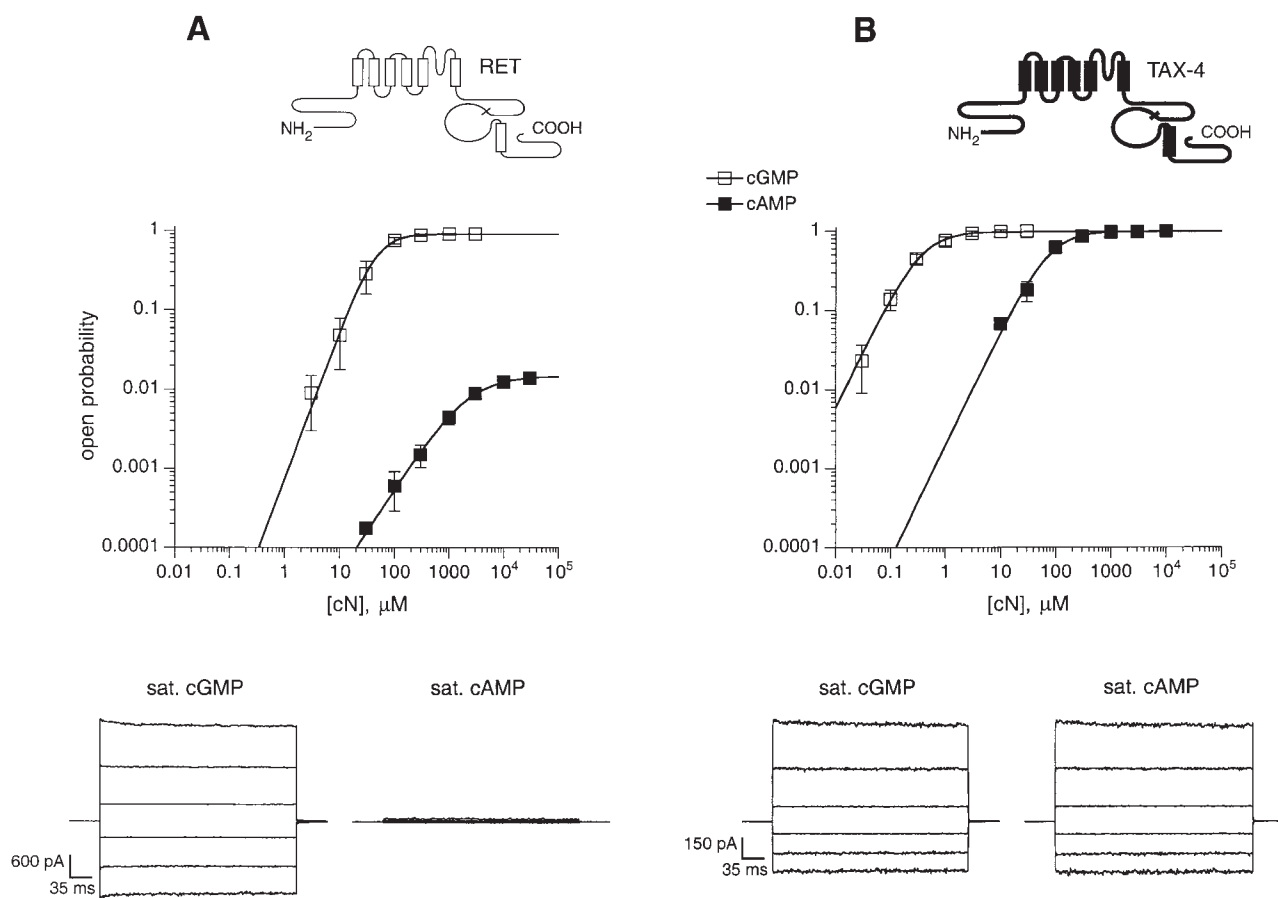 A
RET
NH2
COOH
B
TAX-4
NH2
COOH
cGMP
cAMP
open probability
1
0.1
0.01
0.001
0.0001
0.01 0.1 1 10 100 1000 10^4 10^5
[cN], μM
1
0.1
0.01
0.001
0.0001
0.01 0.1 1 10 100 1000 10^4 10^5
[cN], μM
sat. cGMP
sat. cAMP
600 pA
35 ms
sat. cGMP
sat. cAMP
150 pA
35 ms